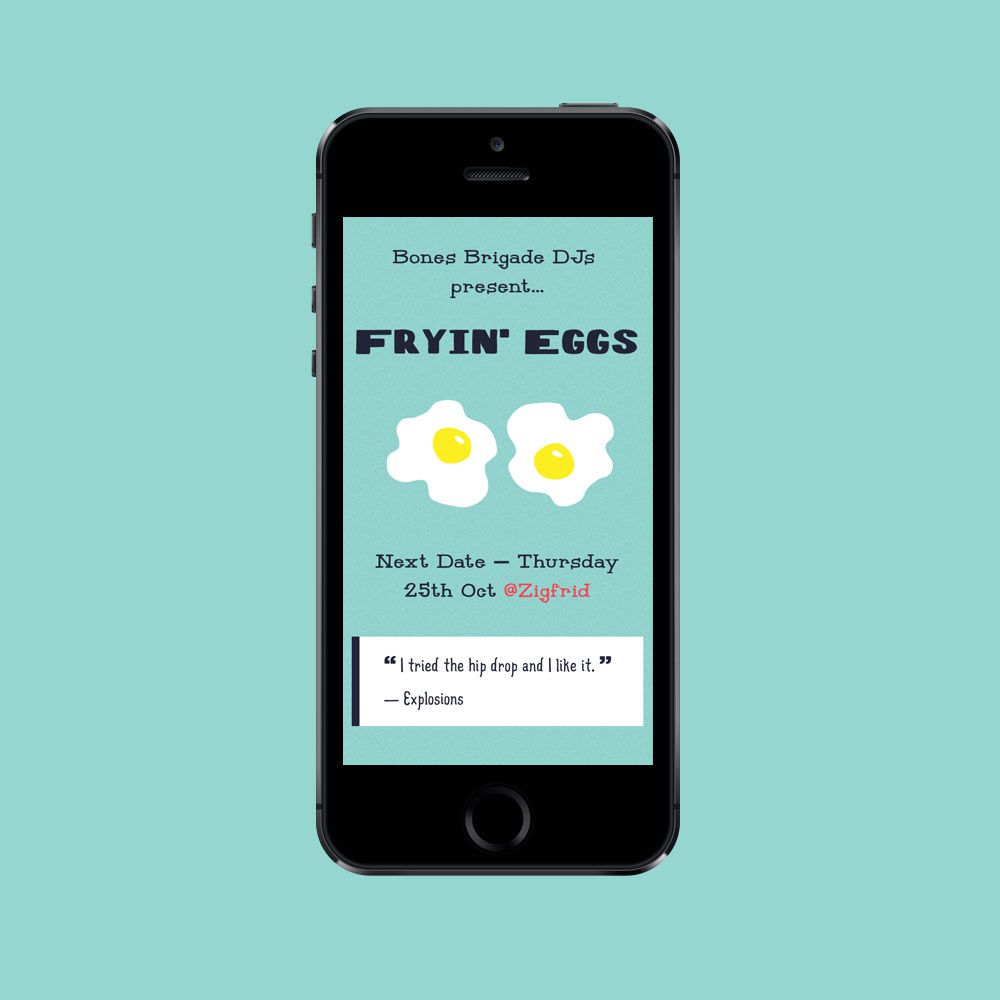 Bones Brigade DJs
present...
FRYIN' EGGS
Next Date — Thursday
25th Oct @Zigfrid
“I tried the hip drop and I like it.”
— Explosions